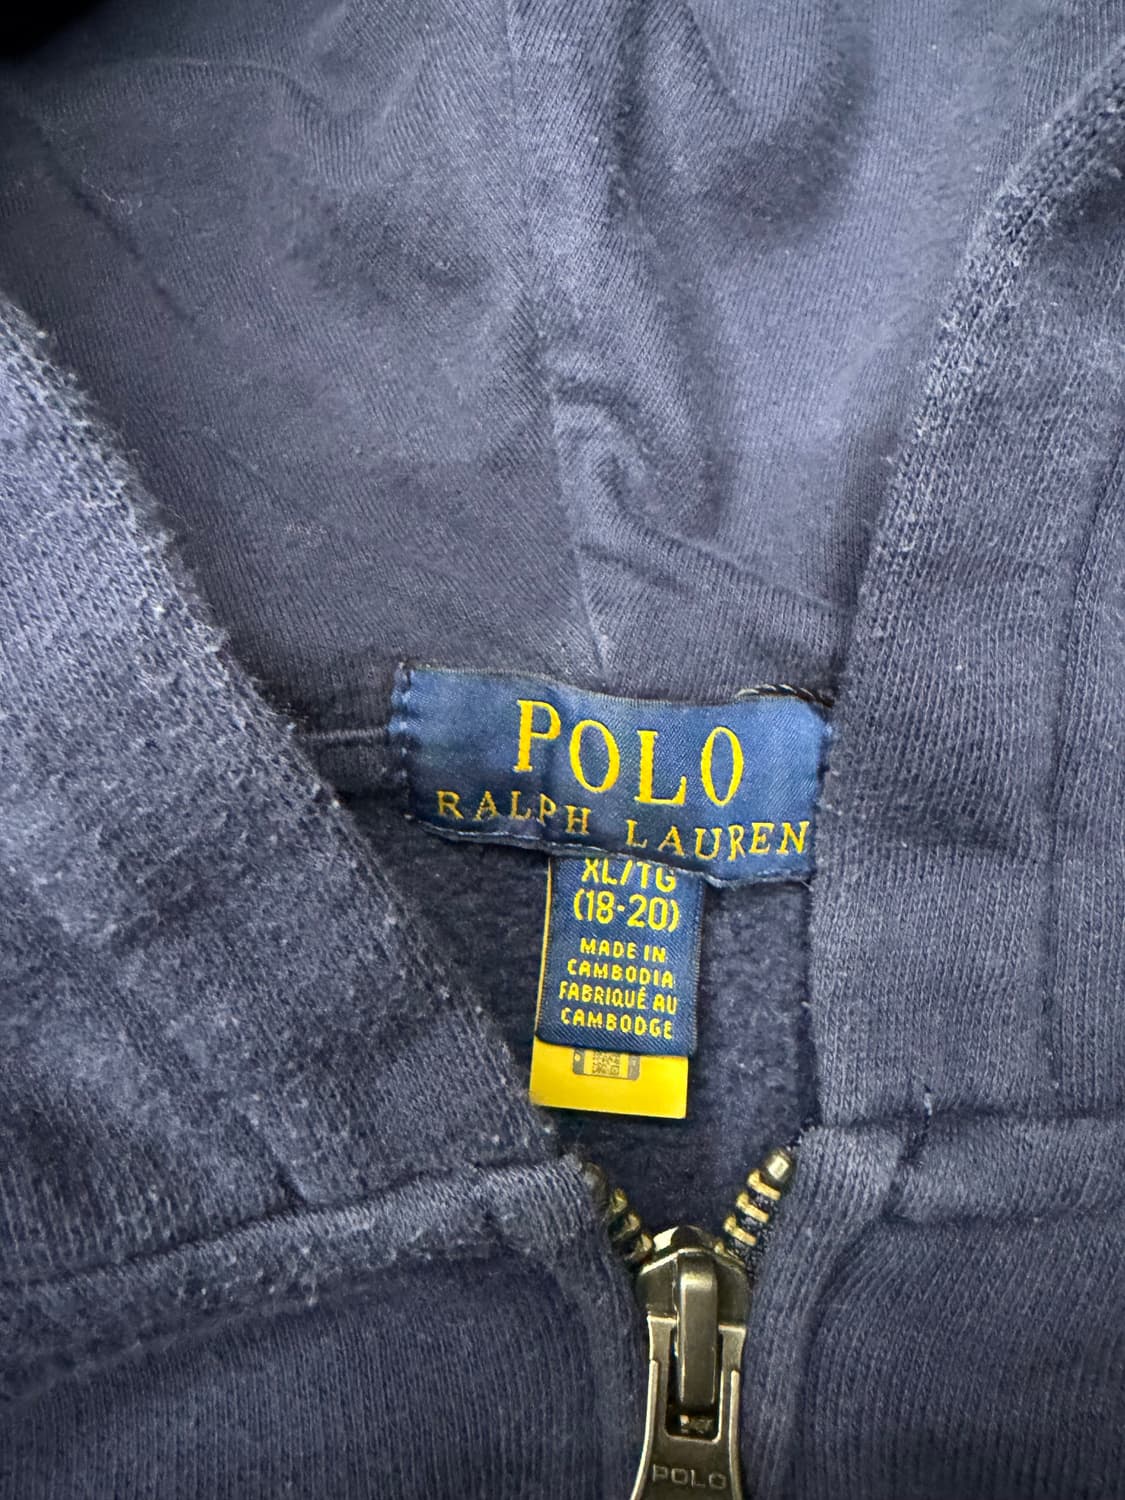 POLO
RALPH LAUREN
XL/TG
(18-20)
MADE IN
CAMBODIA
FABRIQUÉ AU
CAMBODGE
POLO